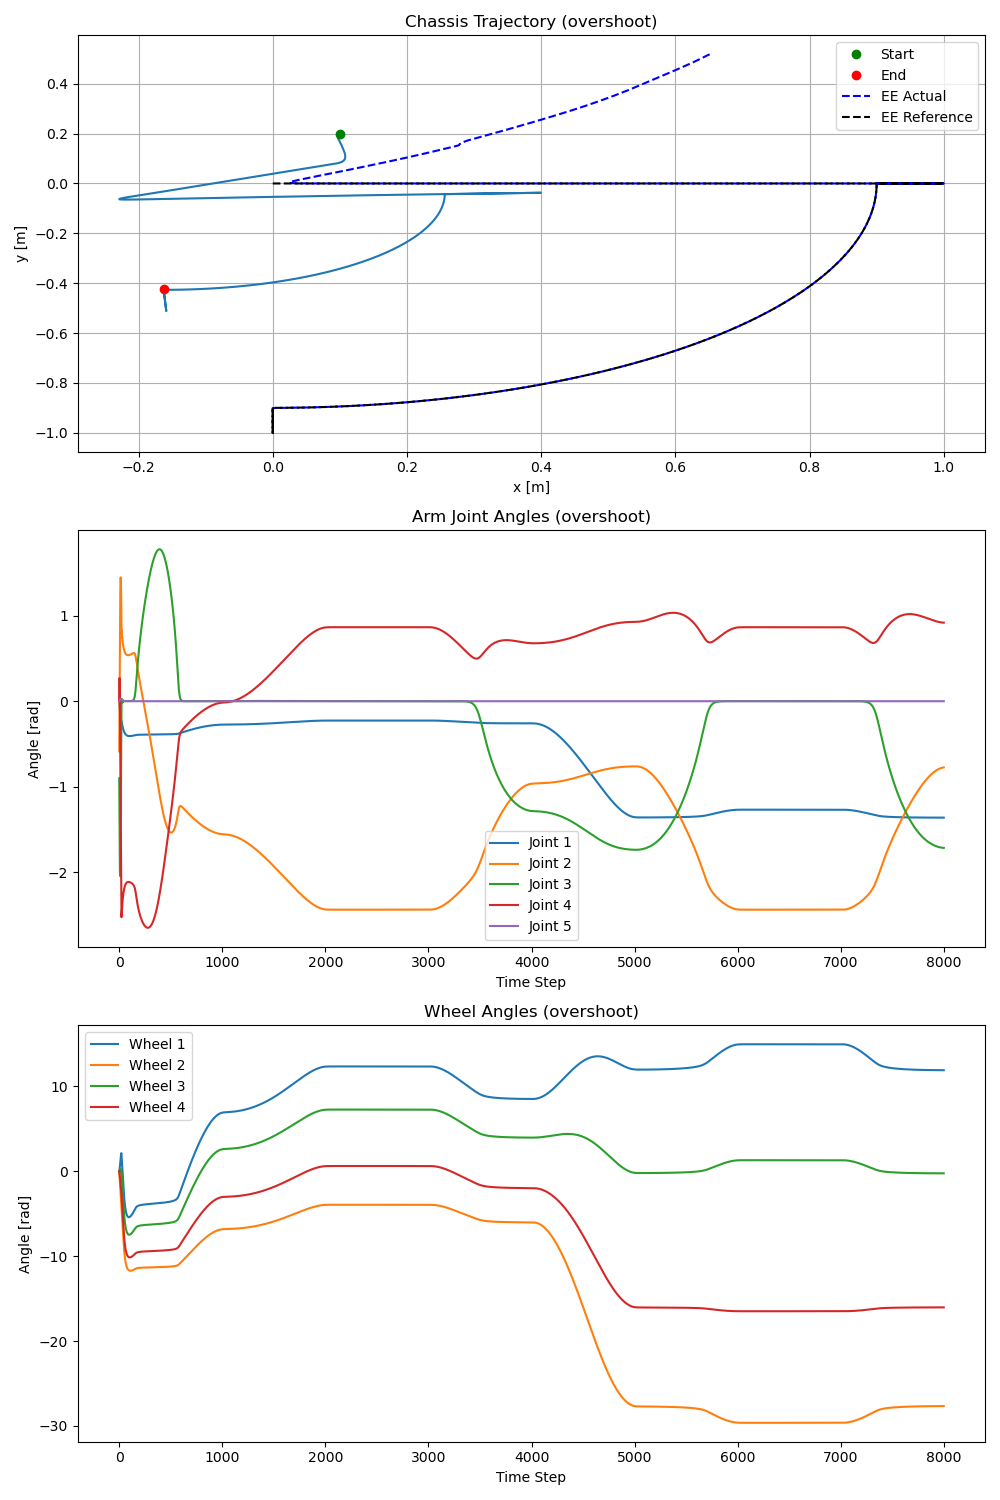 Chassis Trajectory (overshoot)
Start
End
EE Actual
EE Reference
0.4
0.2
0.0
−0.2
−0.4
−0.6
−0.8
−1.0
y [m]
−0.2 0.0 0.2 0.4 0.6 0.8 1.0
x [m]
Arm Joint Angles (overshoot)
1
0
−1
−2
Angle [rad]
Joint 1
Joint 2
Joint 3
Joint 4
Joint 5
0 1000 2000 3000 4000 5000 6000 7000 8000
Time Step
Wheel Angles (overshoot)
Wheel 1
Wheel 2
Wheel 3
Wheel 4
10
0
−10
−20
−30
Angle [rad]
0 1000 2000 3000 4000 5000 6000 7000 8000
Time Step